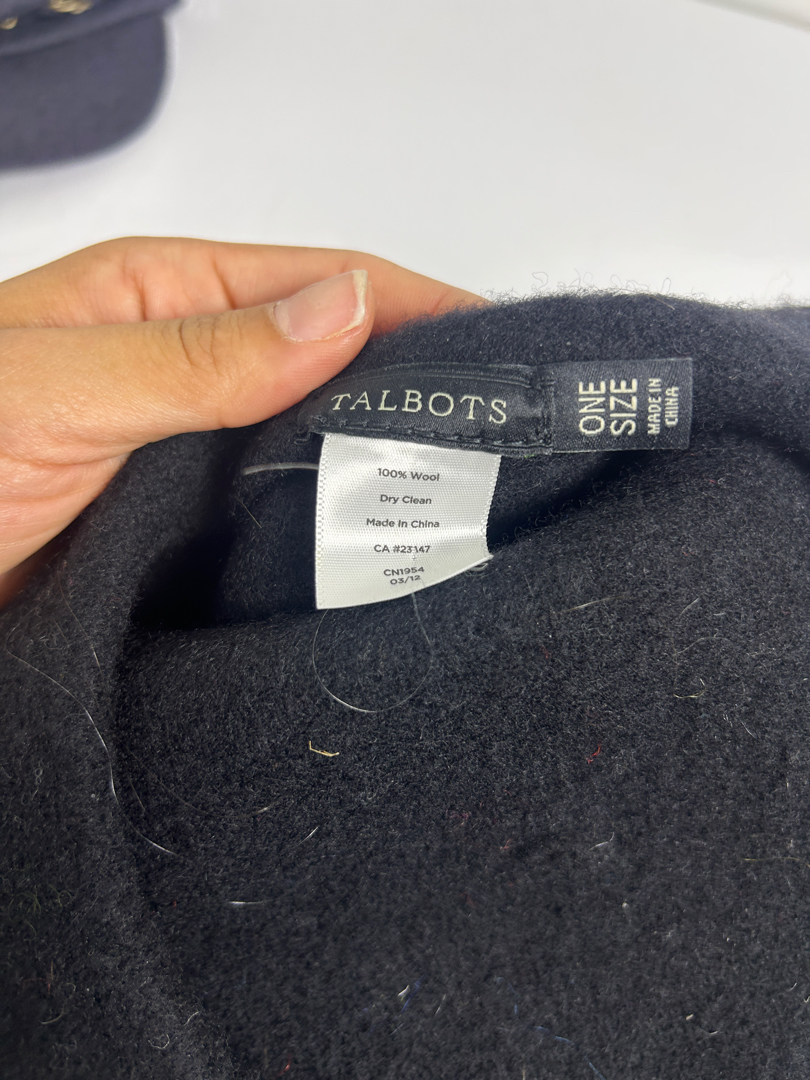 TALBOTS
ONE
SIZE
MADE IN
CHINA
100% Wool
Dry Clean
Made In China
CA #23147
CN1954
03/12